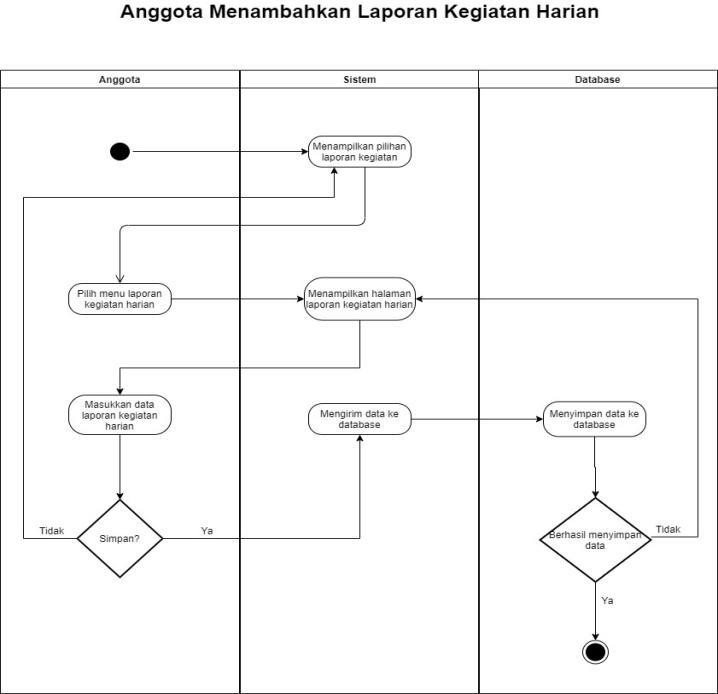 Anggota Menambahkan Laporan Kegiatan Harian
Anggota
Sistem
Database
Menampilkan pilihan
laporan kegiatan
Pilih menu laporan
kegiatan harian
Menampilkan halaman
laporan kegiatan harian
Masukkan data
laporan kegiatan
harian
Mengirim data ke
database
Menyimpan data ke
database
Tidak
Simpan?
Ya
Berhasil menyimpan
data
Tidak
Ya